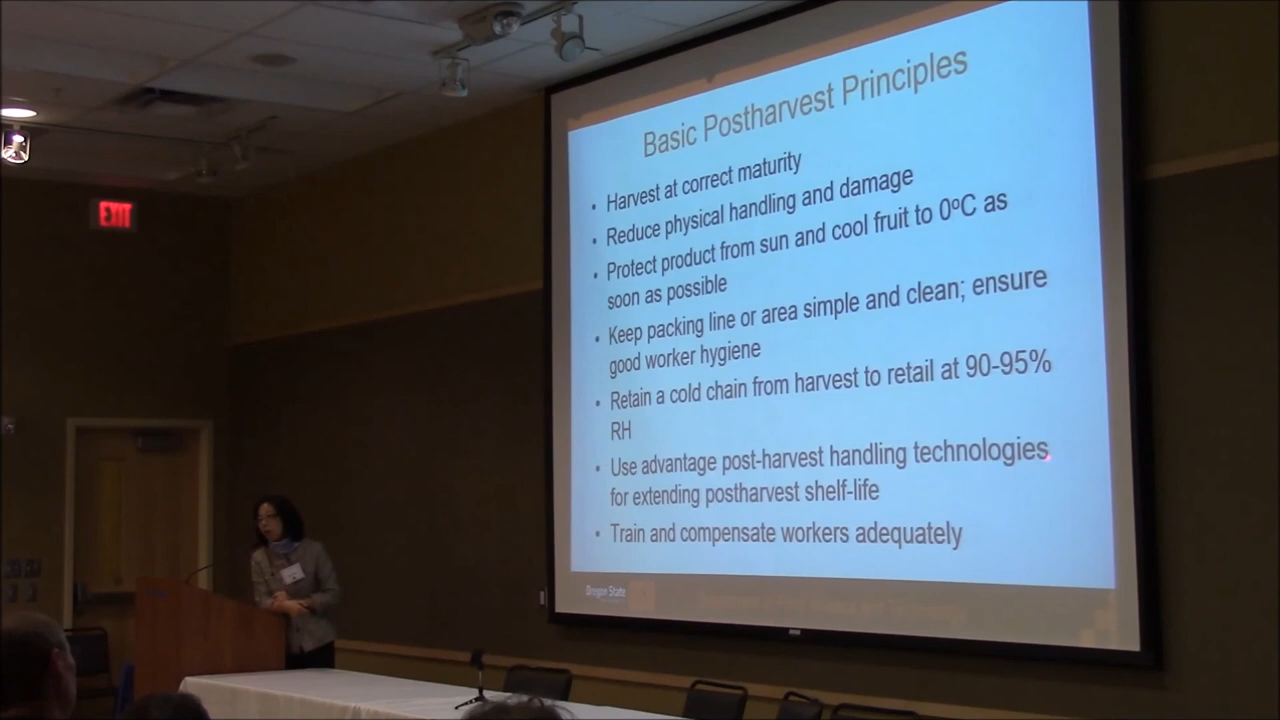 EXIT
Basic Postharvest Principles
• Harvest at correct maturity
• Reduce physical handling and damage
• Protect product from sun and cool fruit to 0ºC as
soon as possible
• Keep packing line or area simple and clean; ensure
good worker hygiene
• Retain a cold chain from harvest to retail at 90-95%
RH
• Use advantage post-harvest handling technologies
for extending postharvest shelf-life
• Train and compensate workers adequately
Oregon State